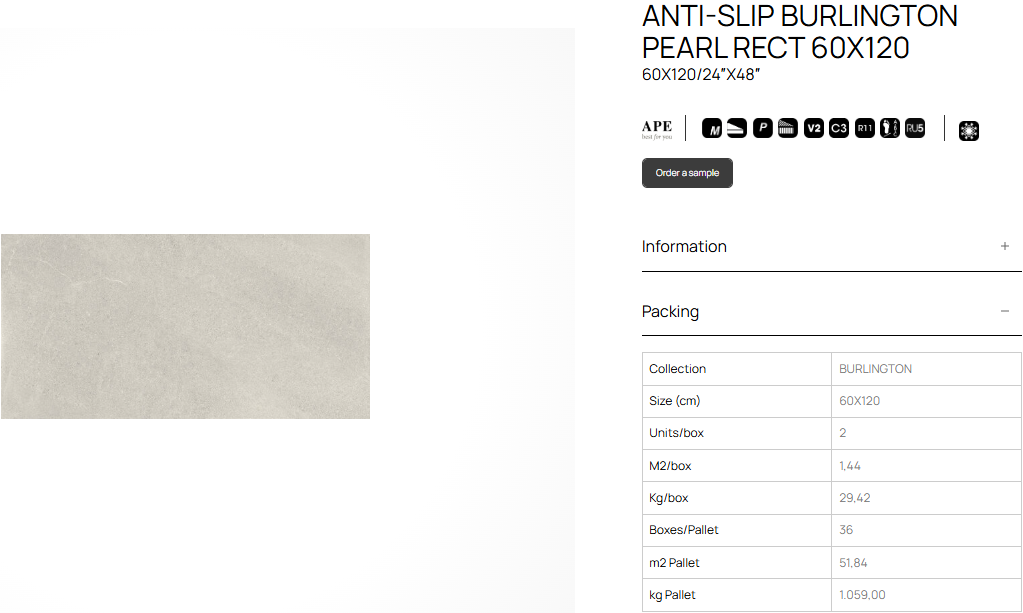 ANTI-SLIP BURLINGTON
PEARL RECT 60X120
60X120/24"X48"
APE
best for you
M
P
V2
C3
R11
RU5
Order a sample
Information +
Packing −
Collection BURLINGTON
Size (cm) 60X120
Units/box 2
M2/box 1,44
Kg/box 29,42
Boxes/Pallet 36
m2 Pallet 51,84
kg Pallet 1.059,00